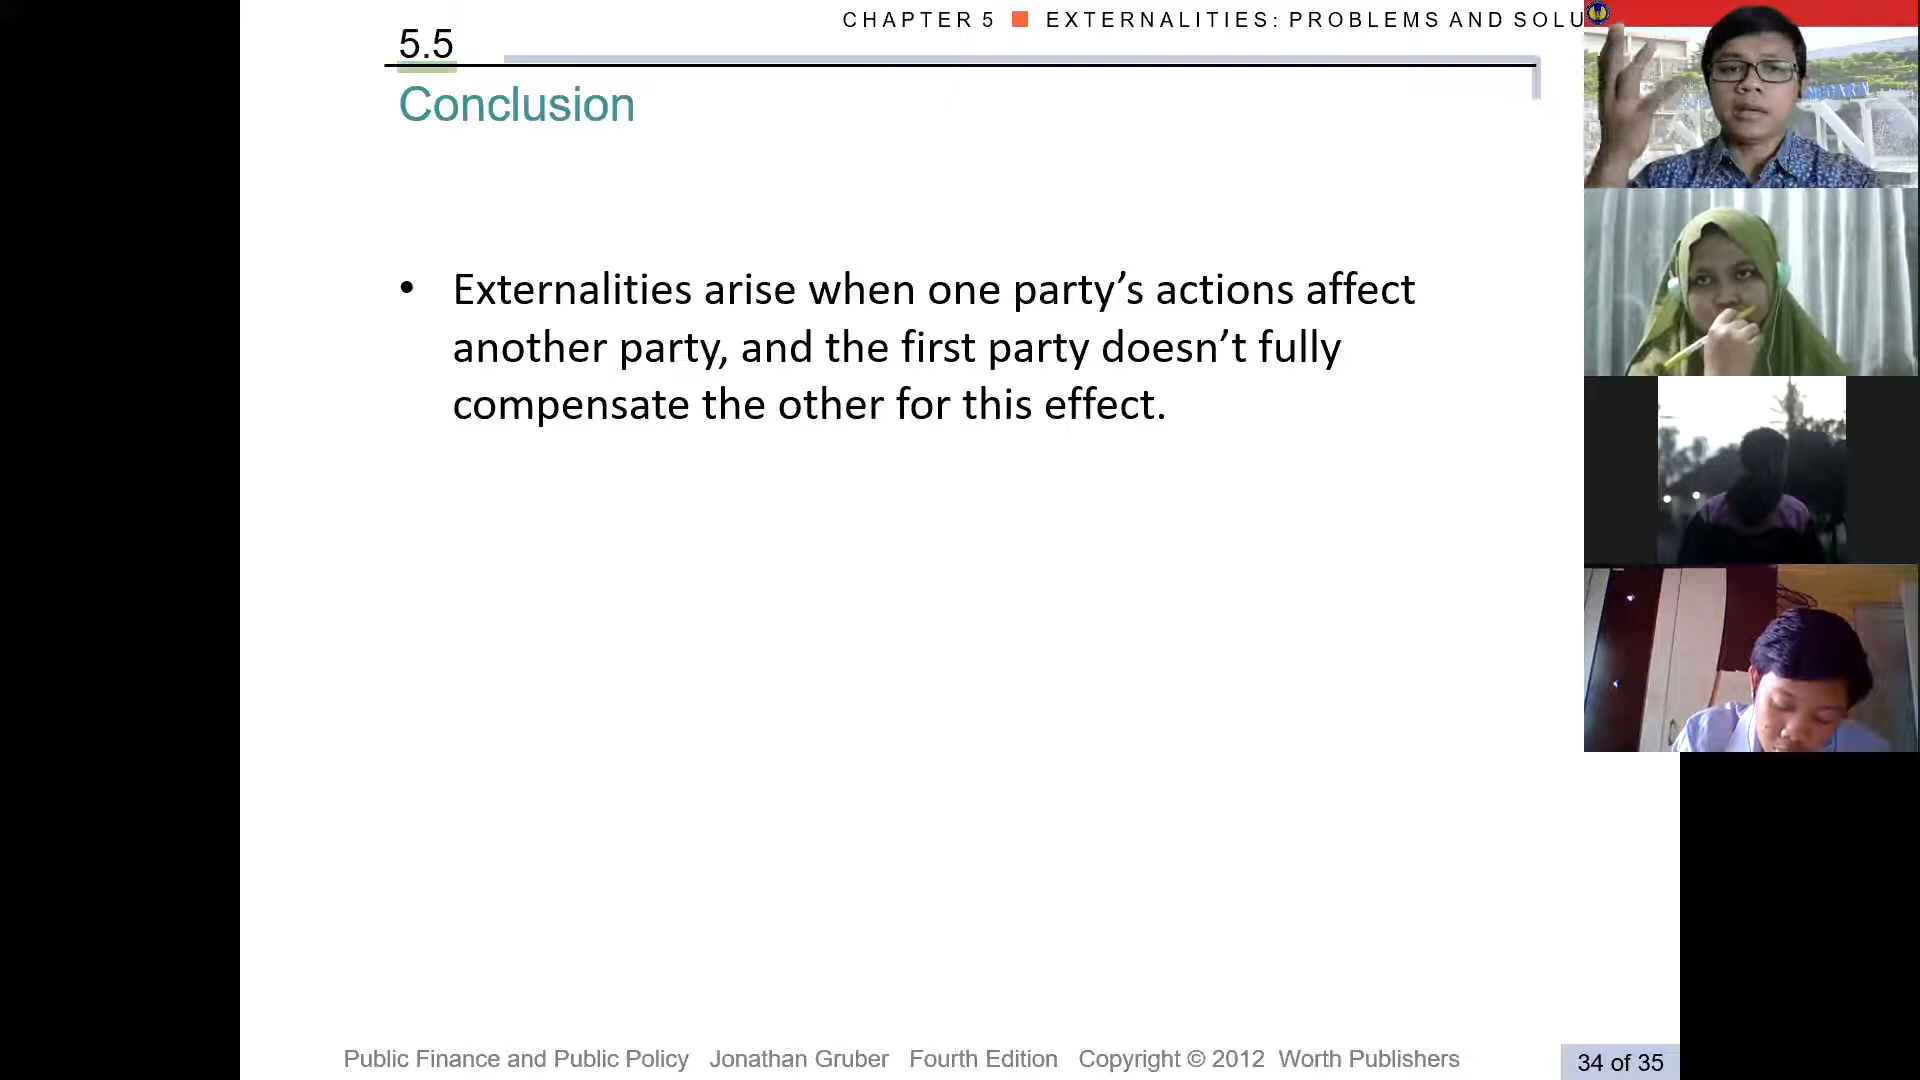 CHAPTER 5 ■ EXTERNALITIES: PROBLEMS AND SOLU
5.5
Conclusion
• Externalities arise when one party’s actions affect
another party, and the first party doesn’t fully
compensate the other for this effect.
Public Finance and Public Policy Jonathan Gruber Fourth Edition Copyright © 2012 Worth Publishers
34 of 35